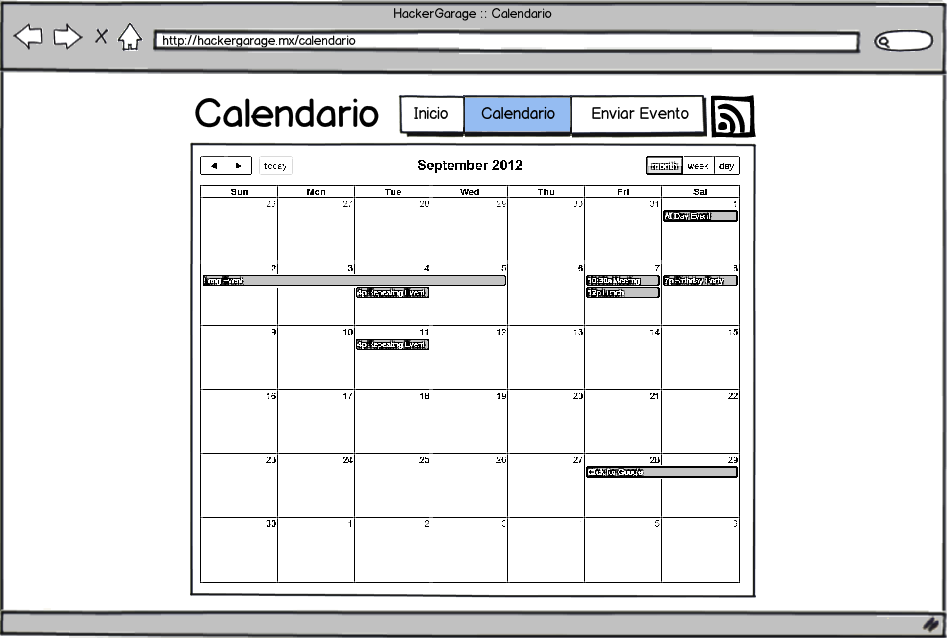 HackerGarage :: Calendario
http://hackergarage.mx/calendario
Calendario Inicio Calendario Enviar Evento
today September 2012 month week day
Sun Mon Tue Wed Thu Fri Sat
26 27 28 29 30 31 1
All Day Event
2 3 4 5 6 7 8
Long Event 10:30a Meeting 7p Birthday Party
4p Repeating Event 12p Lunch
9 10 11 12 13 14 15
4p Repeating Event
16 17 18 19 20 21 22
23 24 25 26 27 28 29
30 1 2 3 5 6